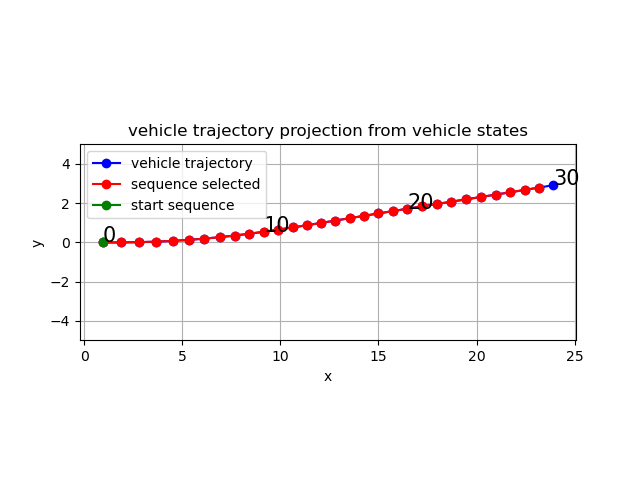 vehicle trajectory projection from vehicle states
vehicle trajectory
sequence selected
start sequence
0
10
20
30
4
2
0
−2
−4
y
0 5 10 15 20 25
x